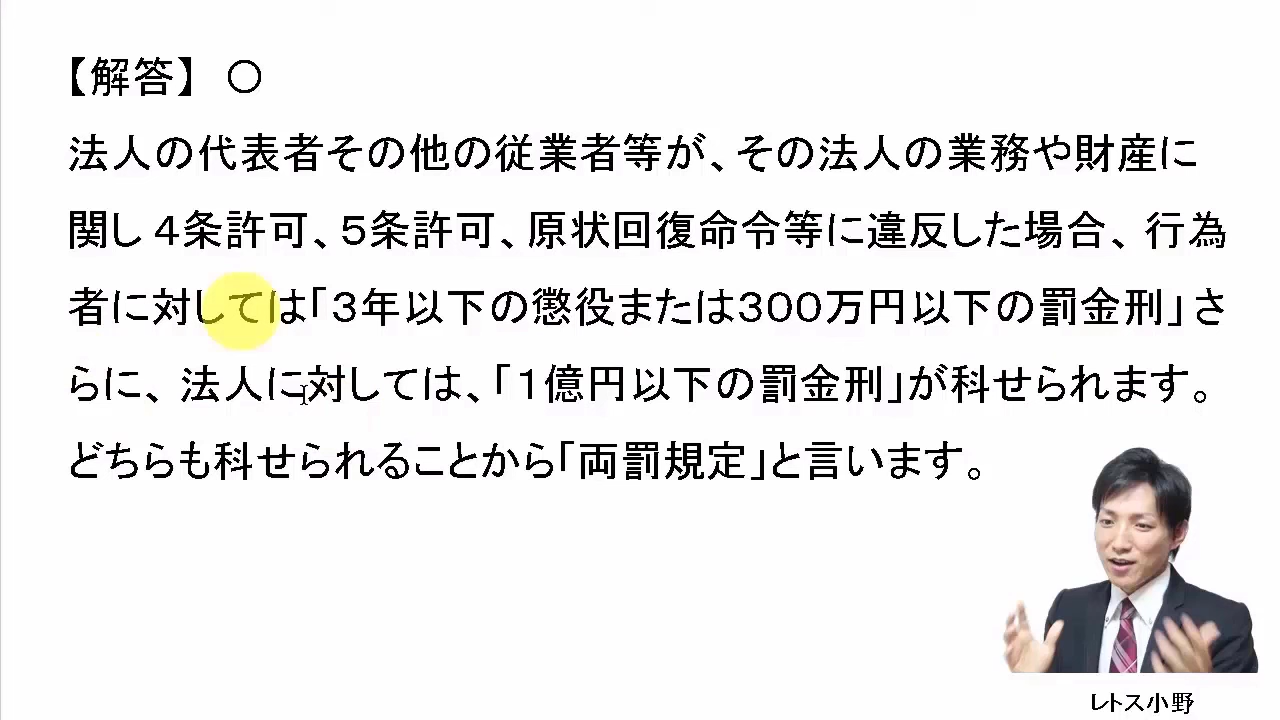 【解答】 ○
法人の代表者その他の従業者等が、その法人の業務や財産に
関し４条許可、５条許可、原状回復命令等に違反した場合、行為
者に対しては「３年以下の懲役または３００万円以下の罰金刑」さ
らに、法人に対しては、「１億円以下の罰金刑」が科せられます。
どちらも科せられることから「両罰規定」と言います。
レトス小野